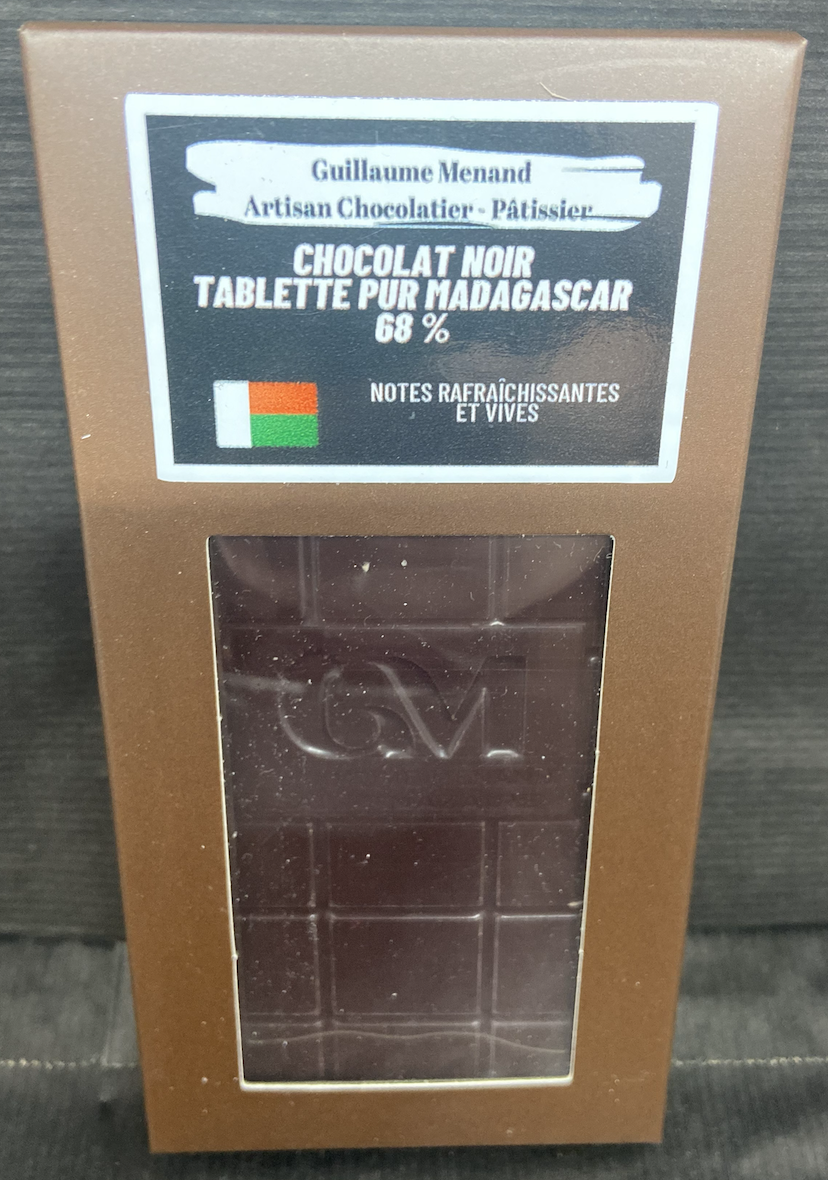 Guillaume Menand
Artisan Chocolatier - Pâtissier
CHOCOLAT NOIR
TABLETTE PUR MADAGASCAR
68 %
NOTES RAFRAÎCHISSANTES
ET VIVES
GM